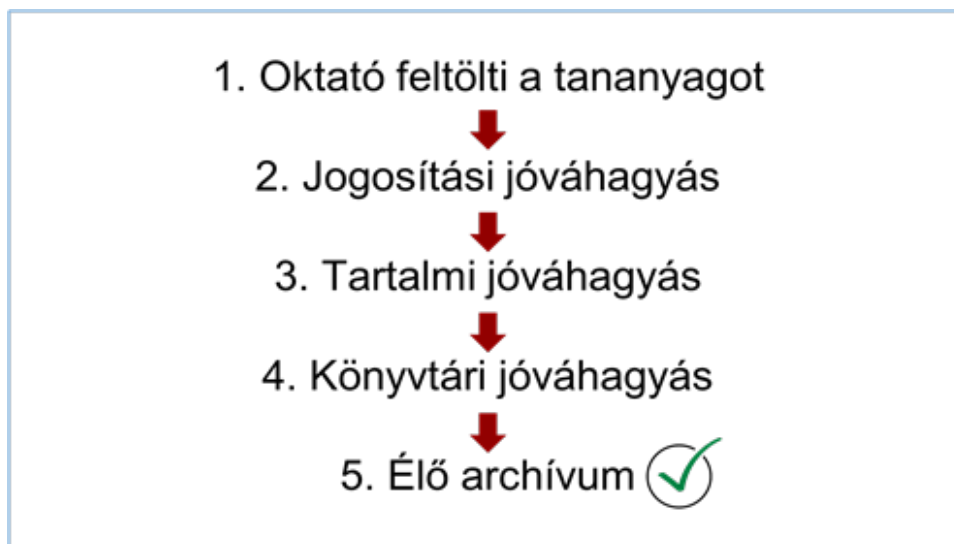 1. Oktató feltölti a tananyagot
2. Jogosítási jóváhagyás
3. Tartalmi jóváhagyás
4. Könyvtári jóváhagyás
5. Élő archívum